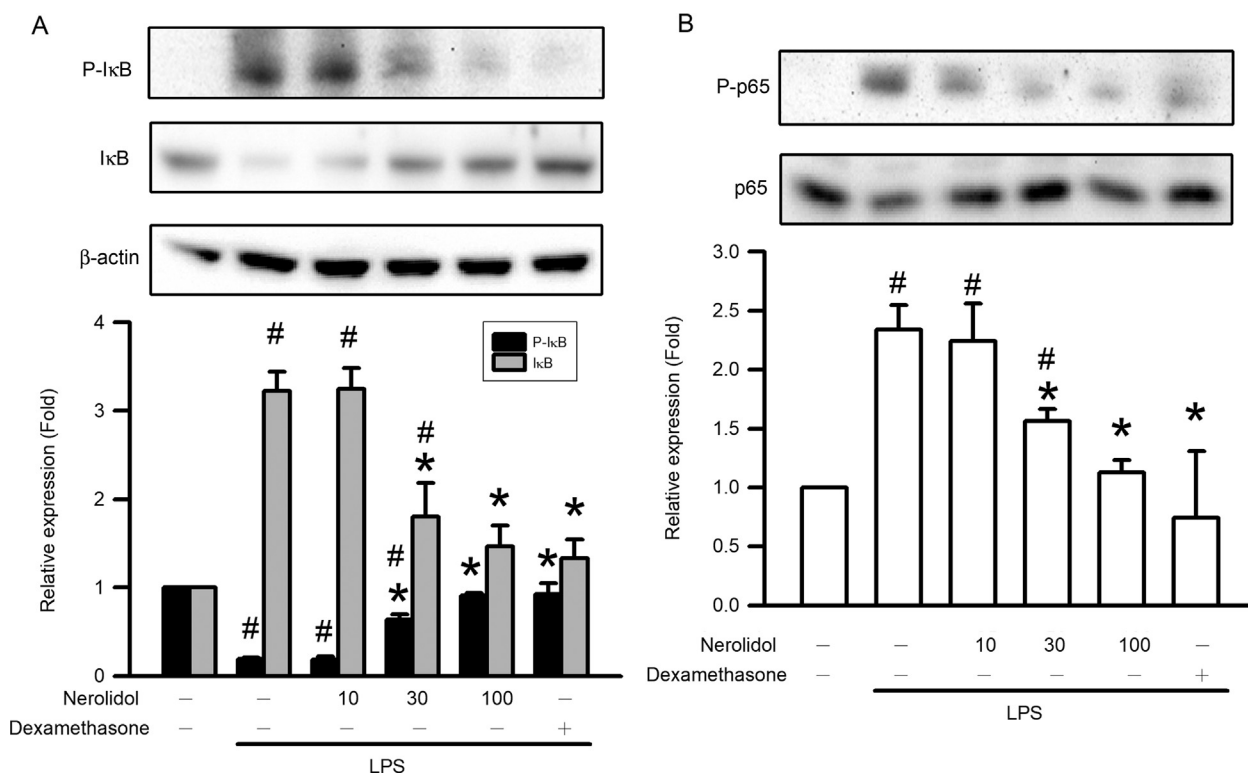 A
P-IκB
IκB
β-actin
4
3
2
1
0
Relative expression (Fold)
P-IκB
IκB
#
#
#
#
#
*
#
*
*
*
*
*
Nerolidol – – 10 30 100 –
Dexamethasone – – – – – +
LPS
B
P-p65
p65
3.0
2.5
2.0
1.5
1.0
0.5
0.0
Relative expression (Fold)
#
#
#
*
*
*
Nerolidol – – 10 30 100 –
Dexamethasone – – – – – +
LPS